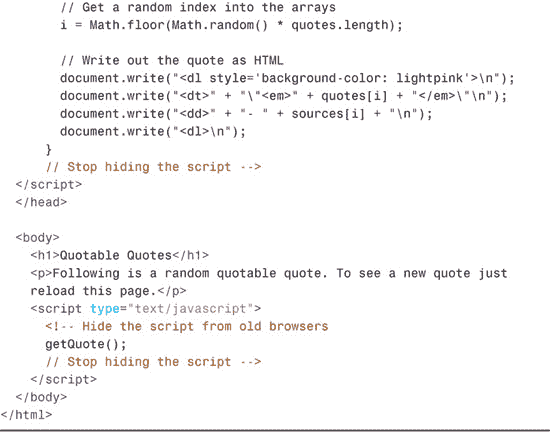 // Get a random index into the arrays
i = Math.floor(Math.random() * quotes.length);
// Write out the quote as HTML
document.write("<dl style='background-color: lightpink'>\n");
document.write("<dt>" + "\"<em>" + quotes[i] + "</em>\"\n");
document.write("<dd>" + "- " + sources[i] + "\n");
document.write("<dl>\n");
}
// Stop hiding the script -->
</script>
</head>
<body>
<h1>Quotable Quotes</h1>
<p>Following is a random quotable quote. To see a new quote just
reload this page.</p>
<script type="text/javascript">
<!-- Hide the script from old browsers
getQuote();
// Stop hiding the script -->
</script>
</body>
</html>